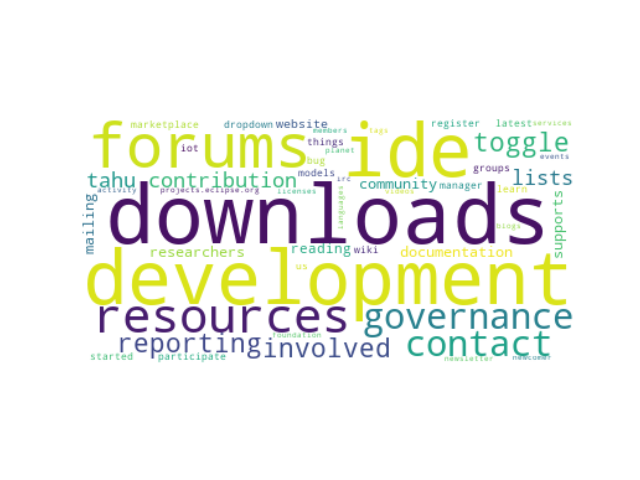 marketplace dropdown website members tags register latest services
forums ide toggle
iot things planet bug events
tahu contribution models irc community manager groups learn lists
activity projects.eclipse.org licenses languages videos
mailing downloads blogs supports
researchers reading wiki documentation
us
development
resources governance
reporting involved foundation contact
started participate newsletter newcomer?